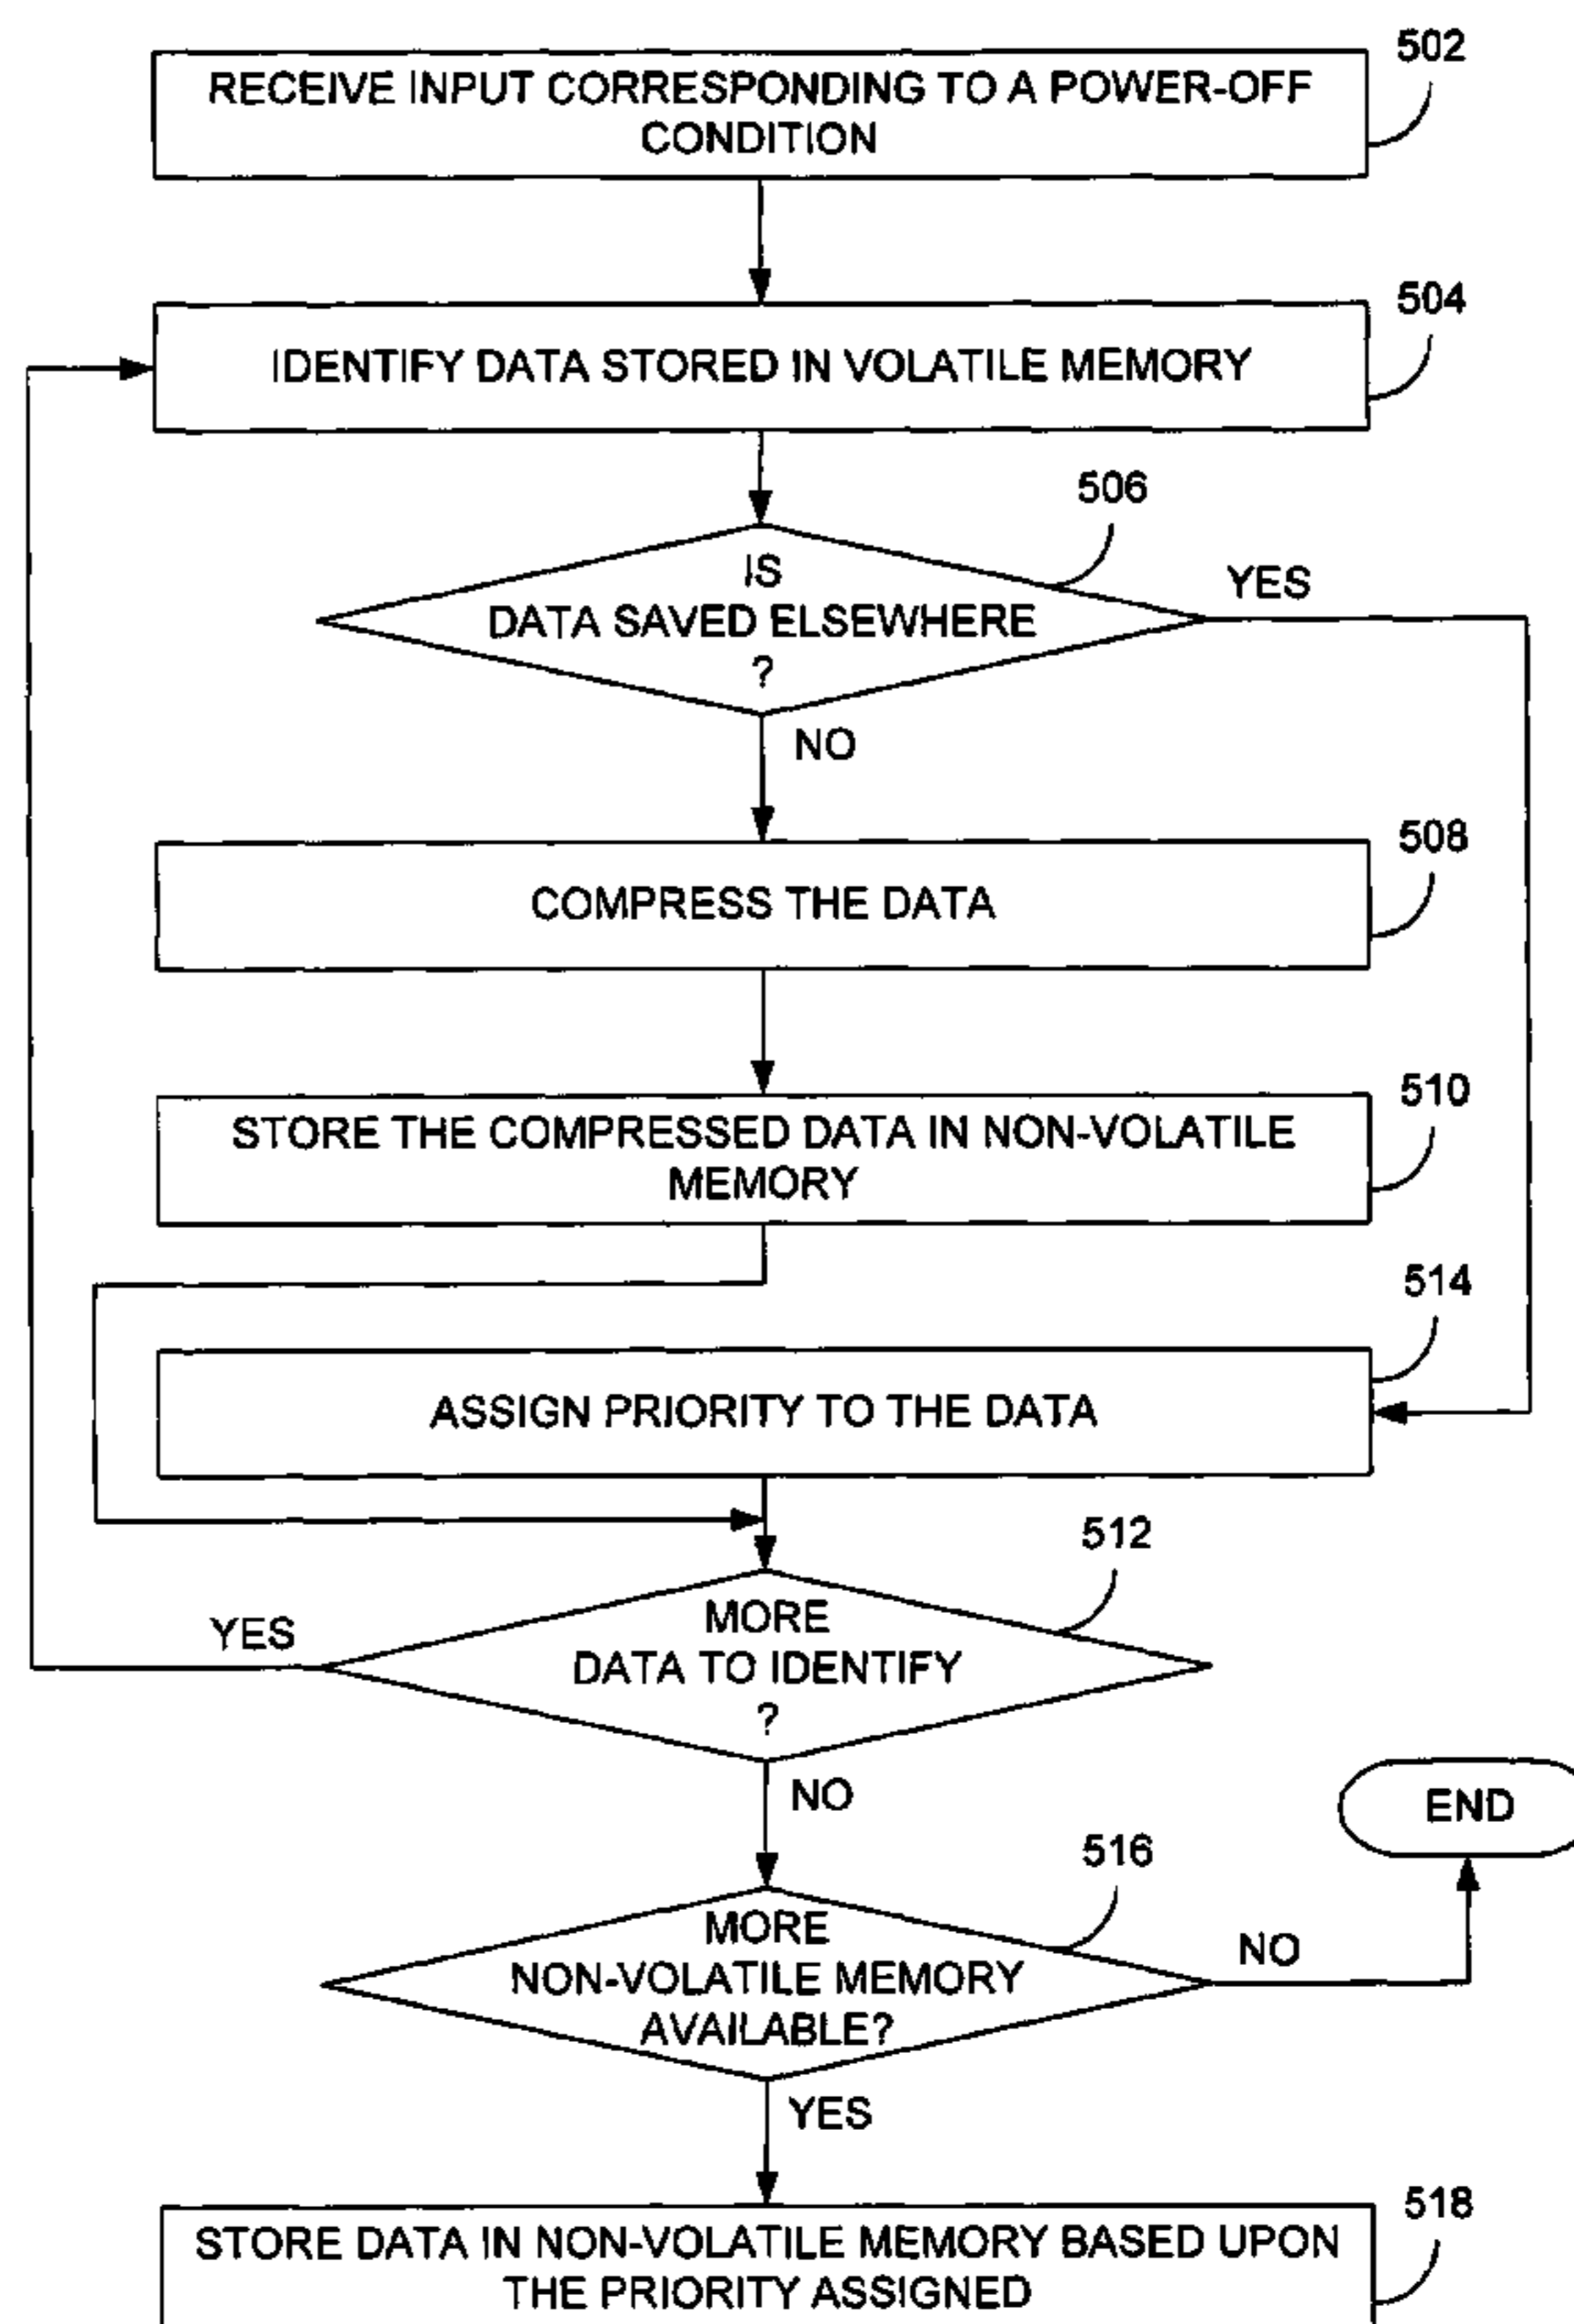 502
RECEIVE INPUT CORRESPONDING TO A POWER-OFF
CONDITION
504
IDENTIFY DATA STORED IN VOLATILE MEMORY
506
IS
DATA SAVED ELSEWHERE
?
YES
NO
508
COMPRESS THE DATA
510
STORE THE COMPRESSED DATA IN NON-VOLATILE
MEMORY
514
ASSIGN PRIORITY TO THE DATA
512
MORE
DATA TO IDENTIFY
?
YES
NO
END
516
MORE
NON-VOLATILE MEMORY
AVAILABLE?
NO
YES
518
STORE DATA IN NON-VOLATILE MEMORY BASED UPON
THE PRIORITY ASSIGNED